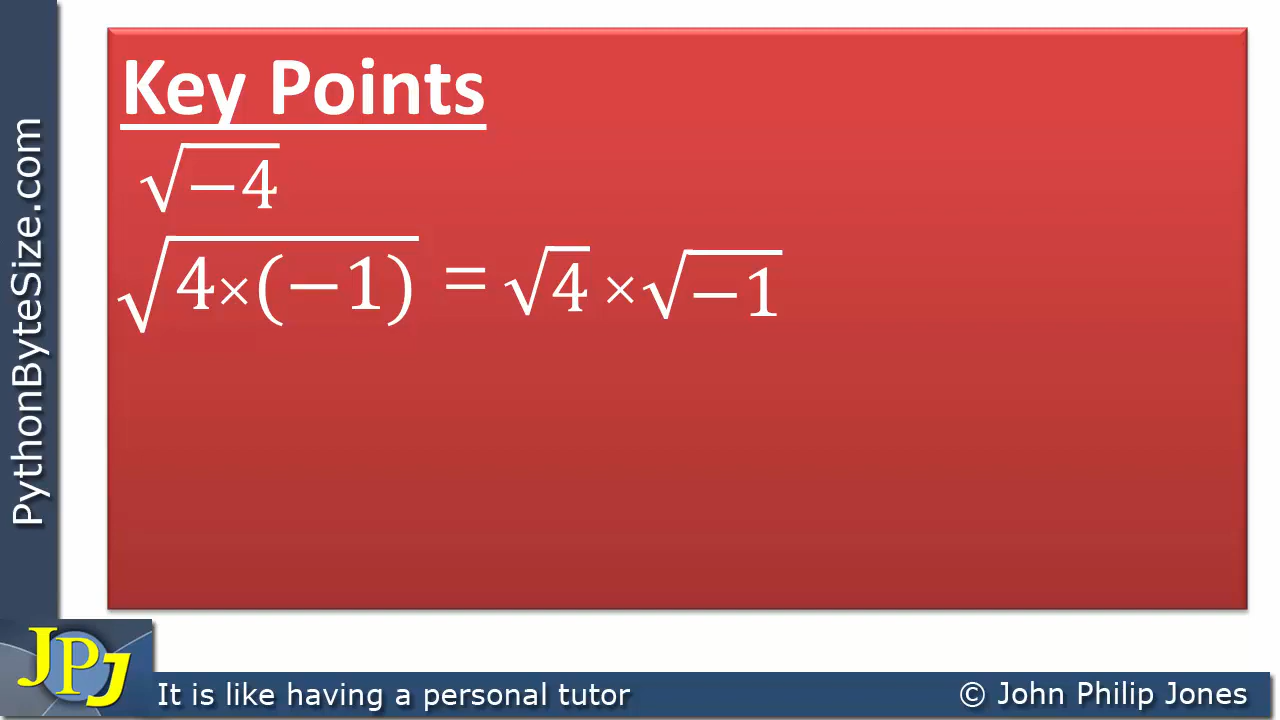 Key Points
√−4
√4×(−1) = √4 ×√−1
PythonByteSize.com
JPJ
It is like having a personal tutor
© John Philip Jones